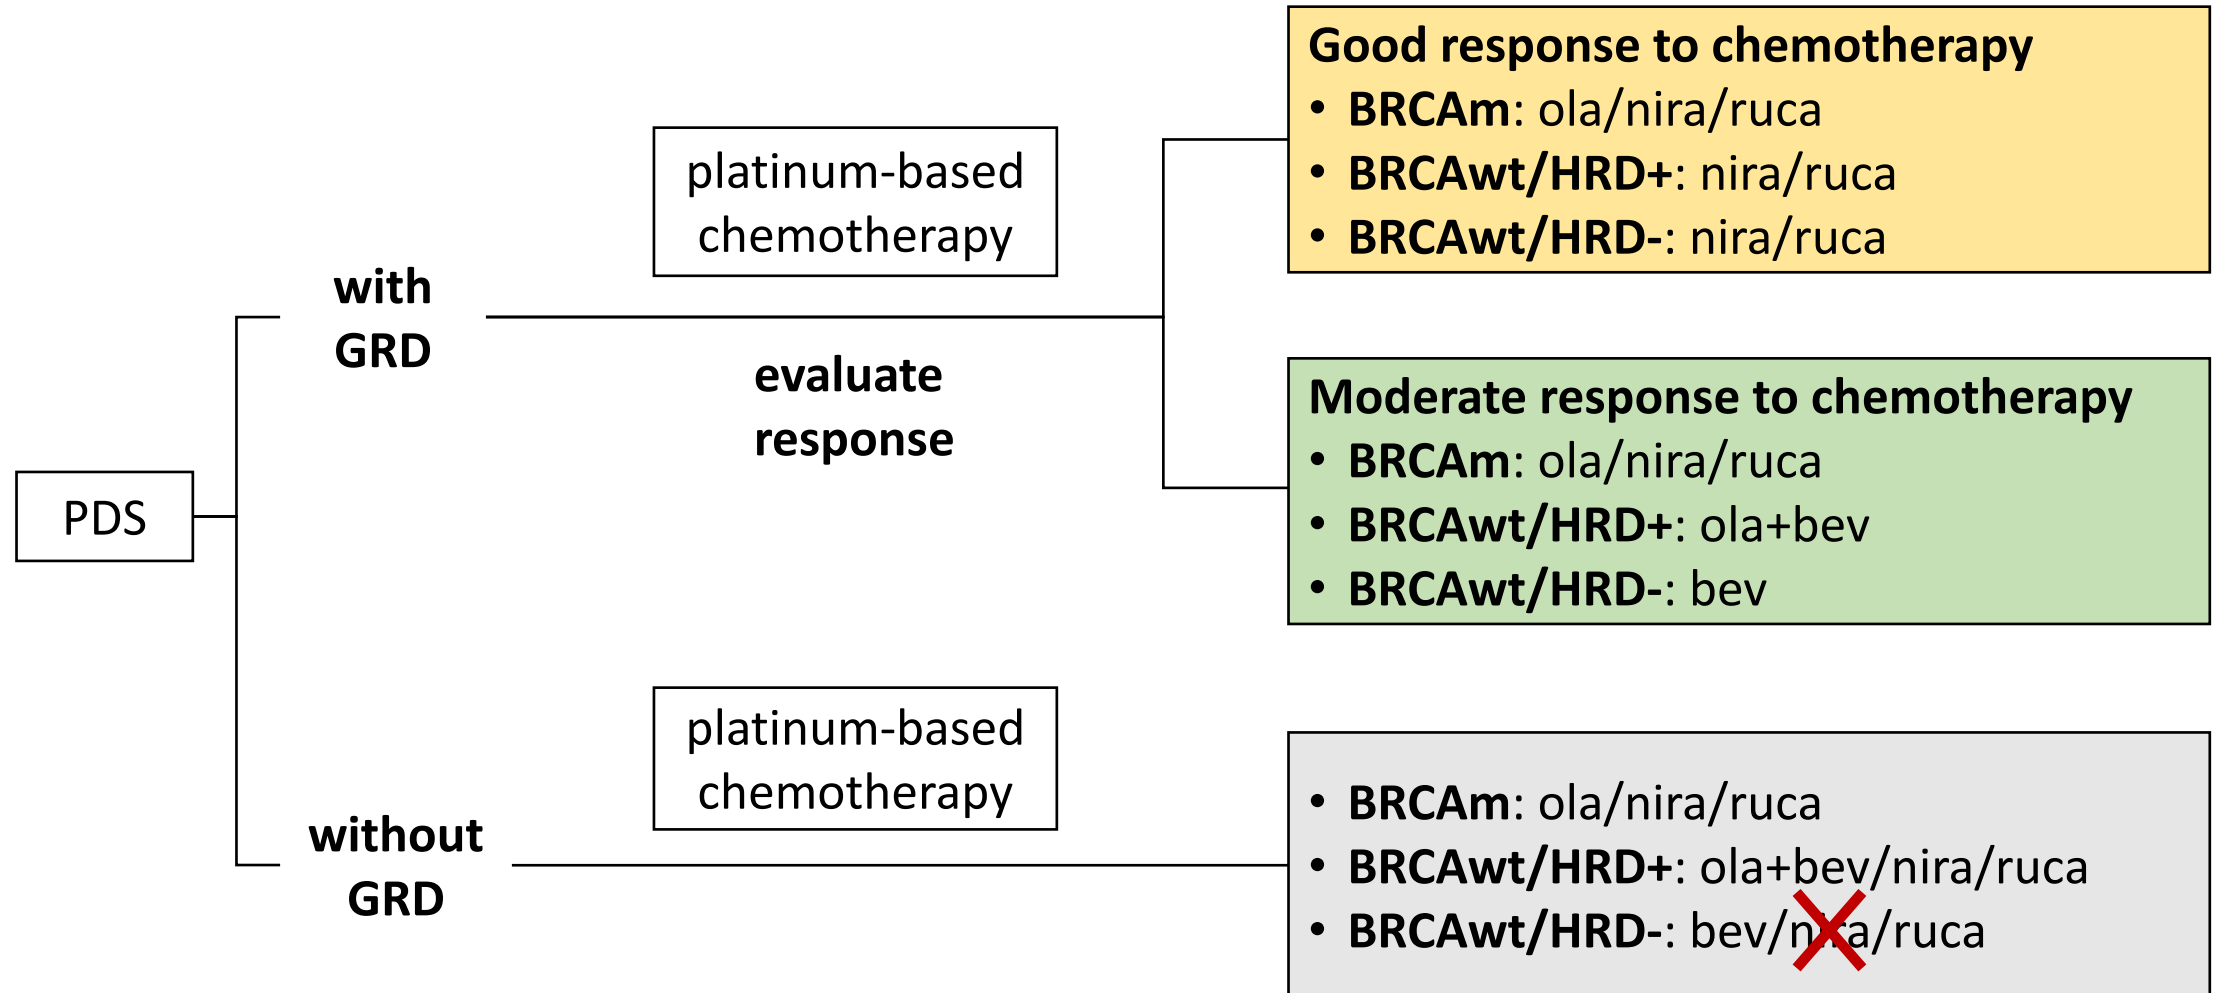 PDS
with
GRD
platinum-based
chemotherapy
evaluate
response
Good response to chemotherapy
• BRCAm: ola/nira/ruca
• BRCAwt/HRD+: nira/ruca
• BRCAwt/HRD-: nira/ruca
Moderate response to chemotherapy
• BRCAm: ola/nira/ruca
• BRCAwt/HRD+: ola+bev
• BRCAwt/HRD-: bev
without
GRD
platinum-based
chemotherapy
• BRCAm: ola/nira/ruca
• BRCAwt/HRD+: ola+bev/nira/ruca
• BRCAwt/HRD-: bev/nira/ruca